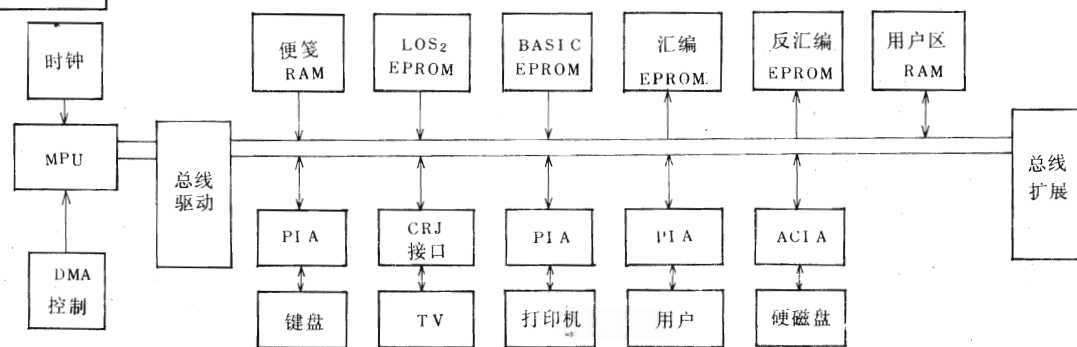 时钟
便笺
RAM
LOS₂
EPROM
BASIC
EPROM
汇编
EPROM.
反汇编
EPROM
用户区
RAM
MPU
总线
驱动
总线
扩展
PIA
CRJ
接口
PIA
PIA
ACIA
DMA
控制
键盘
TV
打印机
用户
硬磁盘